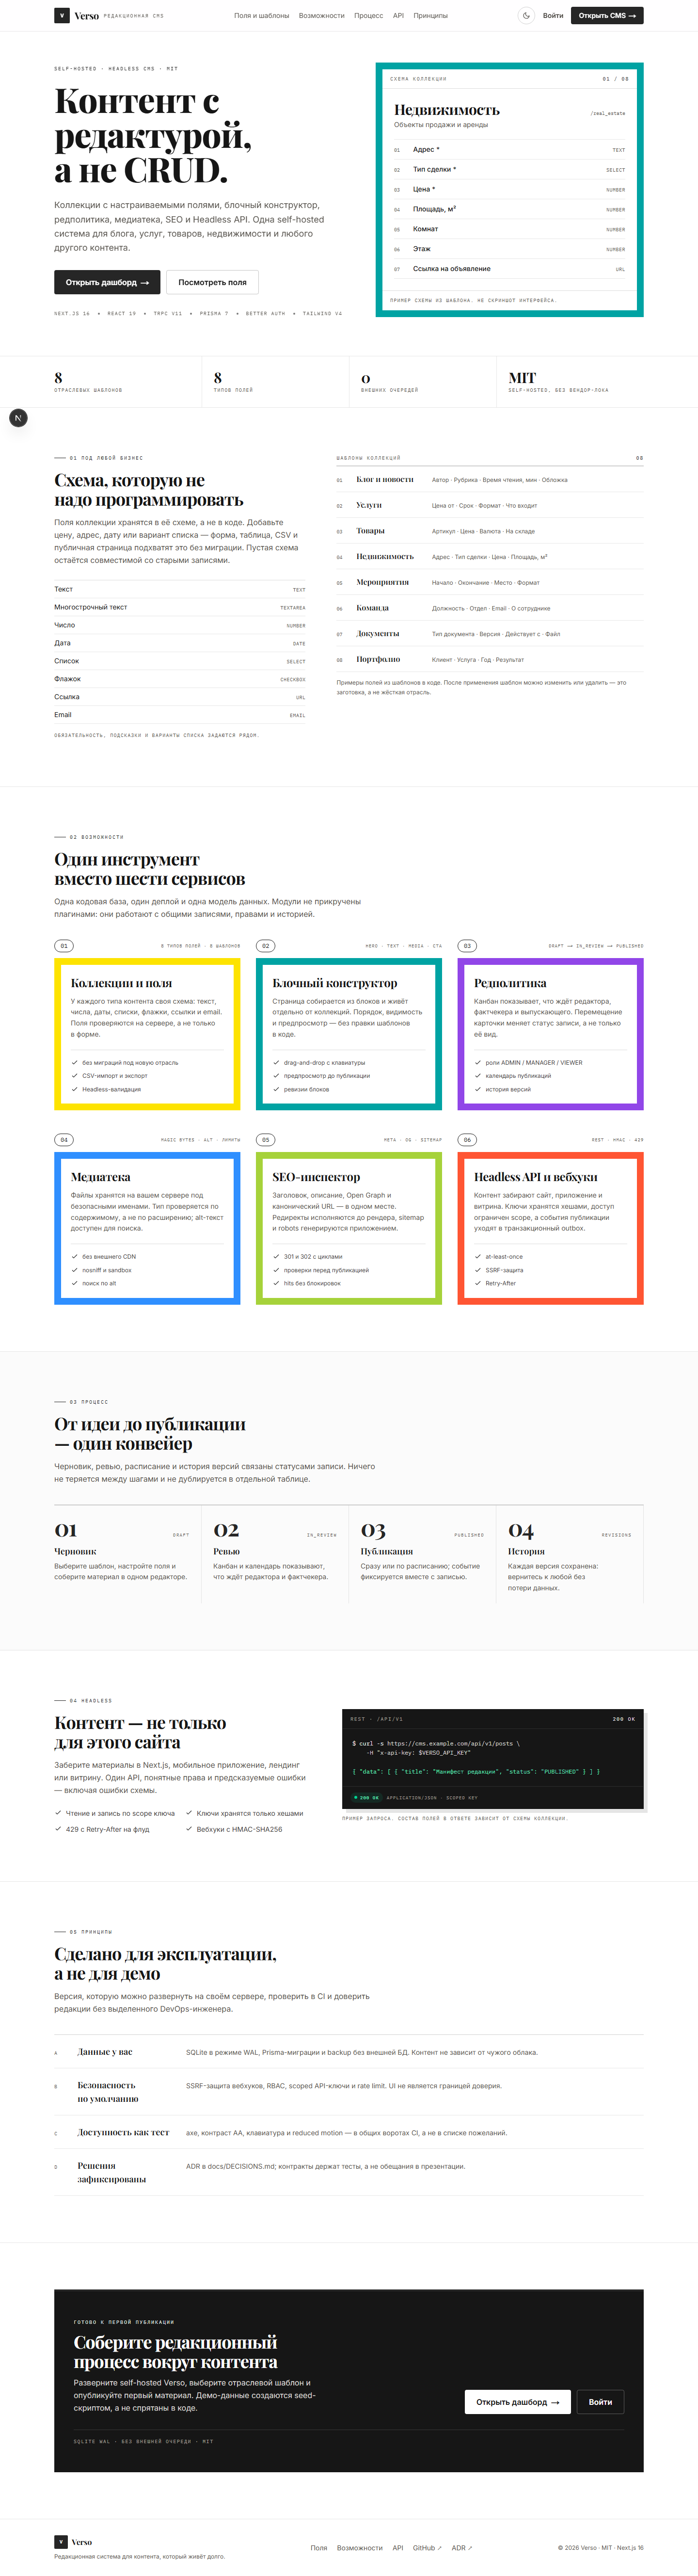 V Verso РЕДАКЦИОННАЯ CMS
Поля и шаблоны Возможности Процесс API Принципы
Войти Открыть CMS →
SELF-HOSTED · HEADLESS CMS · MIT
Контент с
редактурой,
а не CRUD.
Коллекции с настраиваемыми полями, блочный конструктор,
редполитика, медиатека, SEO и Headless API. Одна self-hosted
система для блога, услуг, товаров, недвижимости и любого
другого контента.
Открыть дашборд → Посмотреть поля
NEXT.JS 16 • REACT 19 • TRPC V11 • PRISMA 7 • BETTER AUTH • TAILWIND V4
СХЕМА КОЛЛЕКЦИИ 01 / 08
Недвижимость /real_estate
Объекты продажи и аренды
01 Адрес * TEXT
02 Тип сделки * SELECT
03 Цена * NUMBER
04 Площадь, м² NUMBER
05 Комнат NUMBER
06 Этаж NUMBER
07 Ссылка на объявление URL
ПРИМЕР СХЕМЫ ИЗ ШАБЛОНА, НЕ СКРИНШОТ ИНТЕРФЕЙСА.
8
ОТРАСЛЕВЫХ ШАБЛОНОВ
8
ТИПОВ ПОЛЕЙ
0
ВНЕШНИХ ОЧЕРЕДЕЙ
MIT
SELF-HOSTED, БЕЗ ВЕНДОР-ЛОКА
N
01 ПОД ЛЮБОЙ БИЗНЕС
Схема, которую не
надо программировать
Поля коллекции хранятся в её схеме, а не в коде. Добавьте
цену, адрес, дату или вариант списка — форма, таблица, CSV и
публичная страница подхватят это без миграции. Пустая схема
остаётся совместимой со старыми записями.
Текст TEXT
Многострочный текст TEXTAREA
Число NUMBER
Дата DATE
Список SELECT
Флажок CHECKBOX
Ссылка URL
Email EMAIL
ОБЯЗАТЕЛЬНОСТЬ, ПОДСКАЗКИ И ВАРИАНТЫ СПИСКА ЗАДАЮТСЯ РЯДОМ.
ШАБЛОНЫ КОЛЛЕКЦИЙ 08
01 Блог и новости Автор · Рубрика · Время чтения, мин · Обложка
02 Услуги Цена от · Срок · Формат · Что входит
03 Товары Артикул · Цена · Валюта · На складе
04 Недвижимость Адрес · Тип сделки · Цена · Площадь, м²
05 Мероприятия Начало · Окончание · Место · Формат
06 Команда Должность · Отдел · Email · О сотруднике
07 Документы Тип документа · Версия · Действует с · Файл
08 Портфолио Клиент · Услуга · Год · Результат
Примеры полей из шаблонов в коде. После применения шаблон можно изменить или удалить — это
заготовка, а не жёсткая отрасль.
02 ВОЗМОЖНОСТИ
Один инструмент
вместо шести сервисов
Одна кодовая база, один деплой и одна модель данных. Модули не прикручены
плагинами: они работают с общими записями, правами и историей.
01 8 ТИПОВ ПОЛЕЙ · 8 ШАБЛОНОВ
Коллекции и поля
У каждого типа контента своя схема: текст,
числа, даты, списки, флажки, ссылки и email.
Поля проверяются на сервере, а не только
в форме.
без миграций под новую отрасль
CSV-импорт и экспорт
Headless-валидация
02 HERO · TEXT · MEDIA · CTA
Блочный конструктор
Страница собирается из блоков и живёт
отдельно от коллекций. Порядок, видимость
и предпросмотр — без правки шаблонов
в коде.
drag-and-drop с клавиатуры
предпросмотр до публикации
ревизии блоков
03 DRAFT → IN_REVIEW → PUBLISHED
Редполитика
Канбан показывает, что ждёт редактора,
фактчекера и выпускающего. Перемещение
карточки меняет статус записи, а не только
её вид.
роли ADMIN / MANAGER / VIEWER
календарь публикаций
история версий
04 MAGIC BYTES · ALT · ЛИМИТЫ
Медиатека
Файлы хранятся на вашем сервере под
безопасными именами. Тип проверяется по
содержимому, а не по расширению; alt-текст
доступен для поиска.
без внешнего CDN
nosniff и sandbox
поиск по alt
05 META · OG · SITEMAP
SEO-инспектор
Заголовок, описание, Open Graph и
канонический URL — в одном месте.
Редиректы исполняются до рендера, sitemap
и robots генерируются приложением.
301 и 302 с циклами
проверки перед публикацией
hits без блокировок
06 REST · HMAC · 429
Headless API и вебхуки
Контент забирают сайт, приложение и
витрина. Ключи хранятся хешами, доступ
ограничен scope, а события публикации
уходят в транзакционный outbox.
at-least-once
SSRF-защита
Retry-After
03 ПРОЦЕСС
От идеи до публикации
— один конвейер
Черновик, ревью, расписание и история версий связаны статусами записи. Ничего
не теряется между шагами и не дублируется в отдельной таблице.
01 DRAFT
Черновик
Выберите шаблон, настройте поля и
соберите материал в одном редакторе.
02 IN_REVIEW
Ревью
Канбан и календарь показывают,
что ждёт редактора и фактчекера.
03 PUBLISHED
Публикация
Сразу или по расписанию; событие
фиксируется вместе с записью.
04 REVISIONS
История
Каждая версия сохранена:
вернитесь к любой без
потери данных.
04 HEADLESS
Контент — не только
для этого сайта
Заберите материалы в Next.js, мобильное приложение, лендинг
или витрину. Один API, понятные права и предсказуемые ошибки
— включая ошибки схемы.
Чтение и запись по scope ключа Ключи хранятся только хешами
429 с Retry-After на флуд Вебхуки с HMAC-SHA256
REST · /API/V1 200 OK
$ curl -s https://cms.example.com/api/v1/posts \
-H "x-api-key: $VERSO_API_KEY"
{ "data": [ { "title": "Манифест редакции", "status": "PUBLISHED" } ] }
200 OK APPLICATION/JSON · SCOPED KEY
ПРИМЕР ЗАПРОСА. СОСТАВ ПОЛЕЙ В ОТВЕТЕ ЗАВИСИТ ОТ СХЕМЫ КОЛЛЕКЦИИ.
05 ПРИНЦИПЫ
Сделано для эксплуатации,
а не для демо
Версия, которую можно развернуть на своём сервере, проверить в CI и доверить
редакции без выделенного DevOps-инженера.
A Данные у вас SQLite в режиме WAL, Prisma-миграции и backup без внешней БД. Контент не зависит от чужого облака.
B Безопасность
по умолчанию SSRF-защита вебхуков, RBAC, scoped API-ключи и rate limit. UI не является границей доверия.
C Доступность как тест axe, контраст AA, клавиатура и reduced motion — в общих воротах CI, а не в списке пожеланий.
D Решения
зафиксированы ADR в docs/DECISIONS.md; контракты держат тесты, а не обещания в презентации.
ГОТОВО К ПЕРВОЙ ПУБЛИКАЦИИ
Соберите редакционный
процесс вокруг контента
Разверните self-hosted Verso, выберите отраслевой шаблон и
опубликуйте первый материал. Демо-данные создаются seed-
скриптом, а не спрятаны в коде.
Открыть дашборд → Войти
SQLITE WAL · БЕЗ ВНЕШНЕЙ ОЧЕРЕДИ · MIT
V Verso
Редакционная система для контента, который живёт долго.
Поля Возможности API GitHub ↗ ADR ↗
© 2026 Verso · MIT · Next.js 16